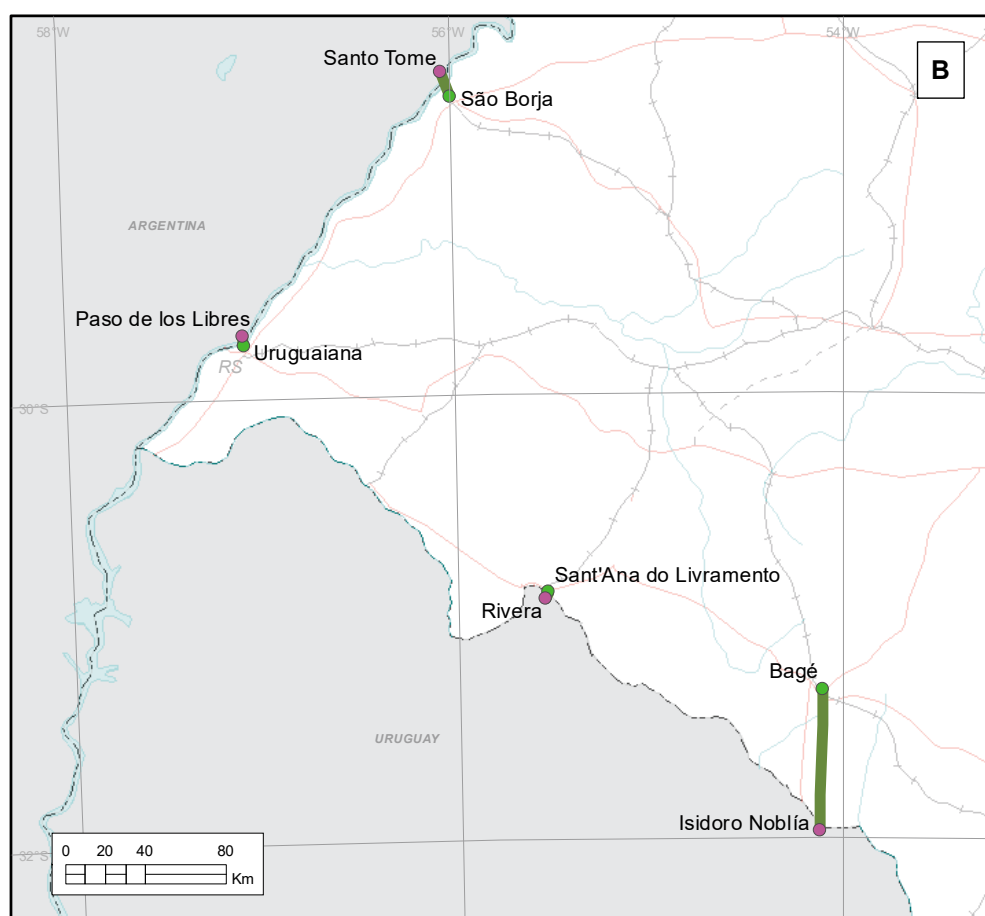 58°W
56°W
54°W
B
Santo Tome
São Borja
ARGENTINA
Paso de los Libres
Uruguaiana
RS
30°S
Sant'Ana do Livramento
Rivera
Bagé
URUGUAY
Isidoro Noblía
32°S
0 20 40 80
Km